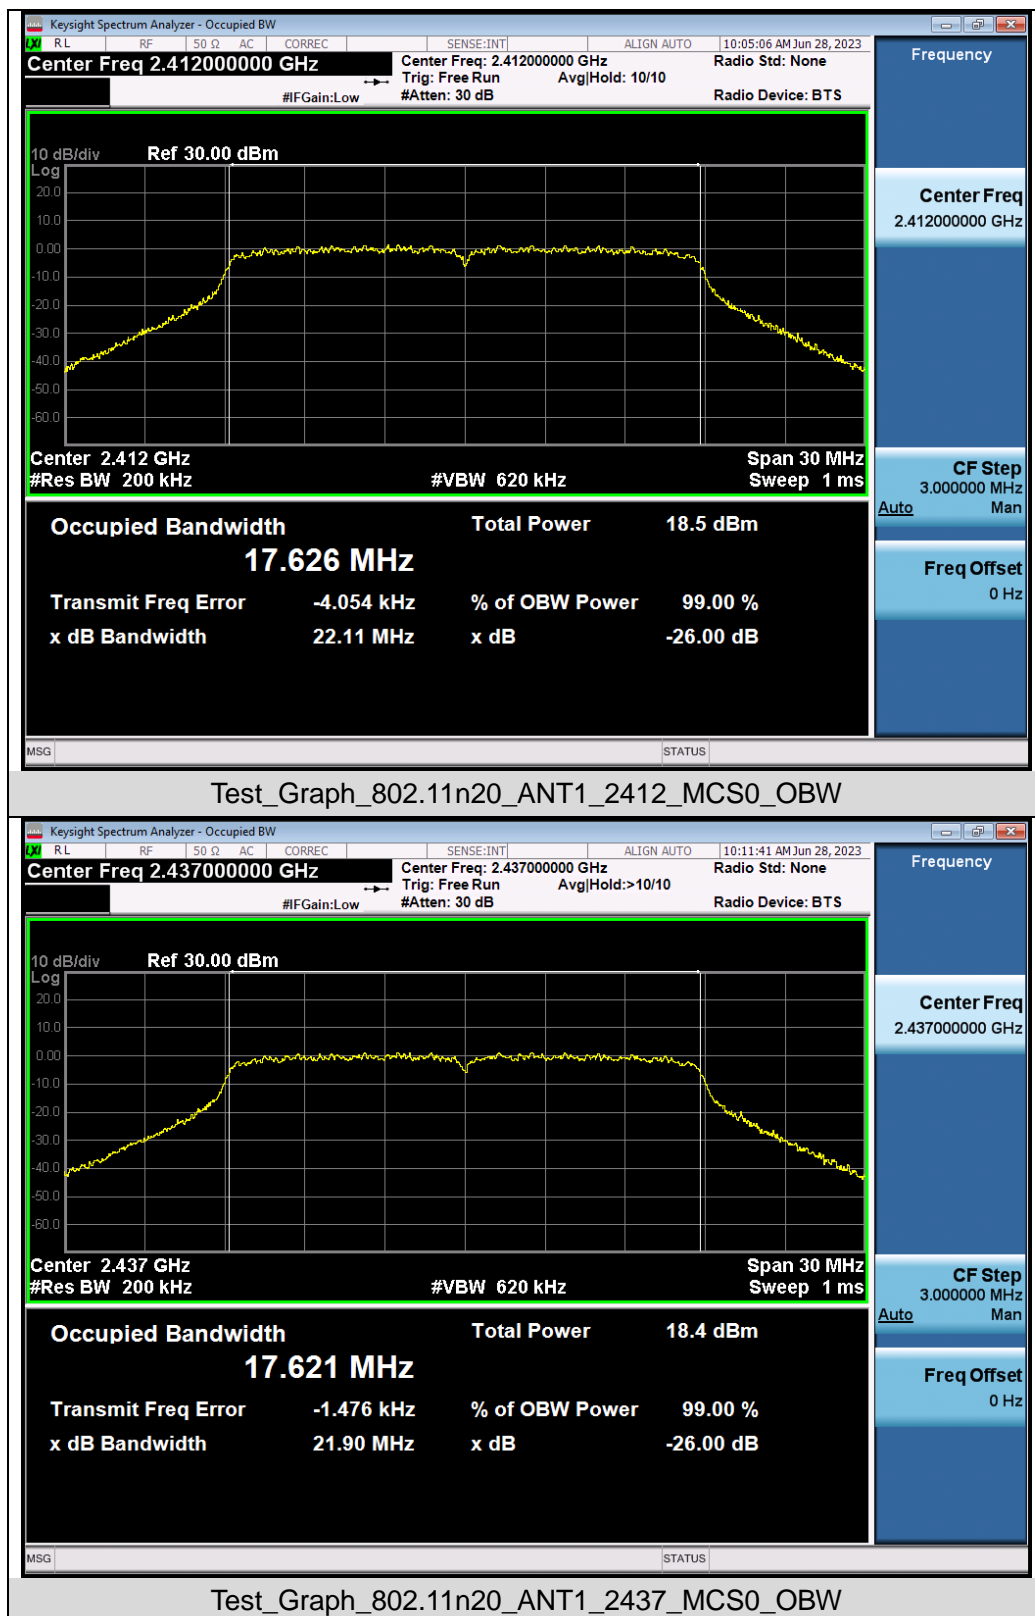 Keysight Spectrum Analyzer - Occupied BW
LXI RL RF 50 Ω AC CORREC SENSE:INT ALIGN AUTO 10:05:06 AM Jun 28, 2023
Center Freq 2.412000000 GHz Center Freq: 2.412000000 GHz Radio Std: None Frequency
Trig: Free Run Avg|Hold: 10/10
#IFGain:Low #Atten: 30 dB Radio Device: BTS
10 dB/div Ref 30.00 dBm
Log
20.0
Center Freq
10.0
2.412000000 GHz
0.00
-10.0
-20.0
-30.0
-40.0
-50.0
-60.0
Center 2.412 GHz Span 30 MHz
#Res BW 200 kHz #VBW 620 kHz Sweep 1 ms
CF Step
3.000000 MHz
Auto Man
Occupied Bandwidth Total Power 18.5 dBm
17.626 MHz
Freq Offset
0 Hz
Transmit Freq Error -4.054 kHz % of OBW Power 99.00 %
x dB Bandwidth 22.11 MHz x dB -26.00 dB
MSG STATUS
Test_Graph_802.11n20_ANT1_2412_MCS0_OBW
Keysight Spectrum Analyzer - Occupied BW
LXI RL RF 50 Ω AC CORREC SENSE:INT ALIGN AUTO 10:11:41 AM Jun 28, 2023
Center Freq 2.437000000 GHz Center Freq: 2.437000000 GHz Radio Std: None Frequency
Trig: Free Run Avg|Hold:>10/10
#IFGain:Low #Atten: 30 dB Radio Device: BTS
10 dB/div Ref 30.00 dBm
Log
20.0
Center Freq
10.0
2.437000000 GHz
0.00
-10.0
-20.0
-30.0
-40.0
-50.0
-60.0
Center 2.437 GHz Span 30 MHz
#Res BW 200 kHz #VBW 620 kHz Sweep 1 ms
CF Step
3.000000 MHz
Auto Man
Occupied Bandwidth Total Power 18.4 dBm
17.621 MHz
Freq Offset
0 Hz
Transmit Freq Error -1.476 kHz % of OBW Power 99.00 %
x dB Bandwidth 21.90 MHz x dB -26.00 dB
MSG STATUS
Test_Graph_802.11n20_ANT1_2437_MCS0_OBW